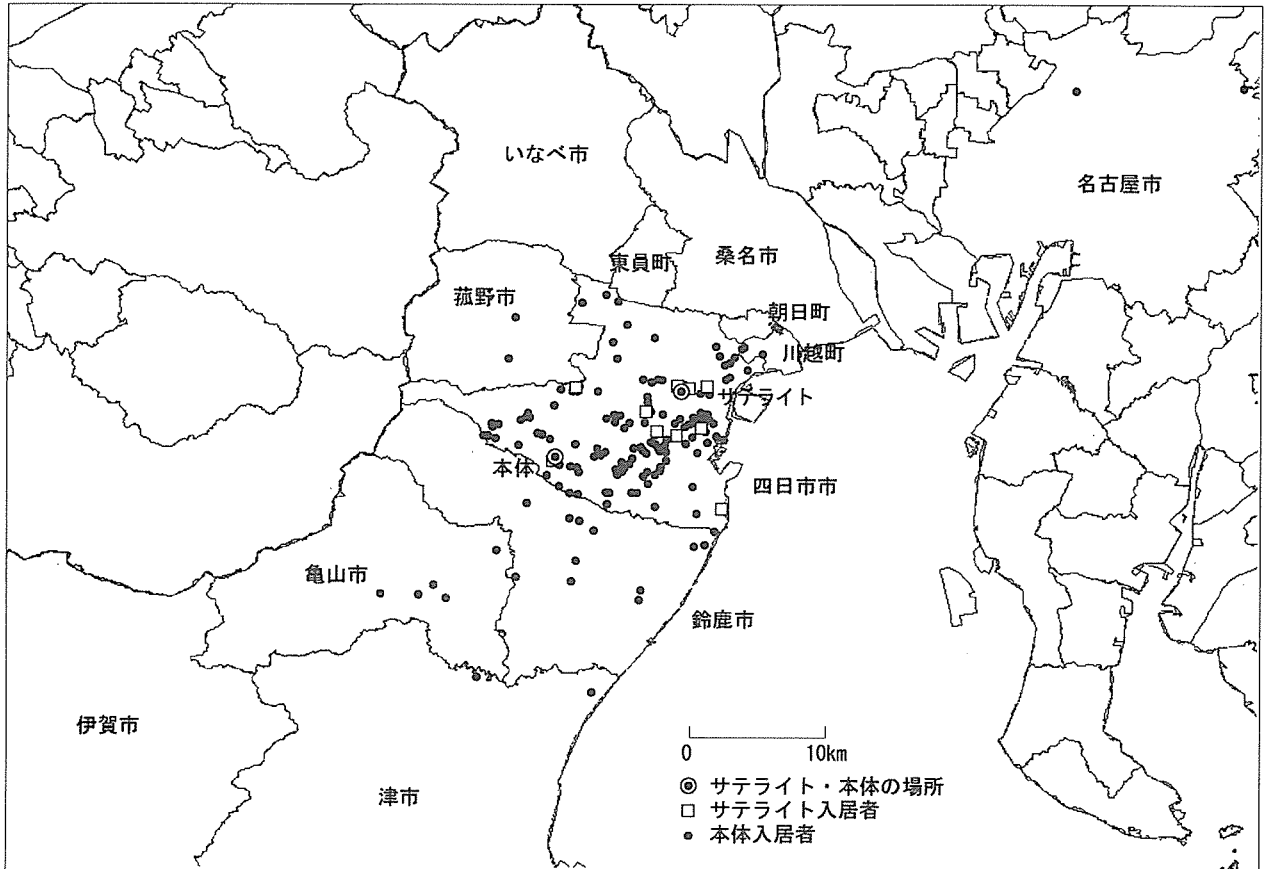 いなべ市
名古屋市
東員町
桑名市
菰野市
朝日町
川越町
サテライト
本体
四日市市
亀山市
鈴鹿市
伊賀市
津市
0 10km
サテライト・本体の場所
サテライト入居者
本体入居者